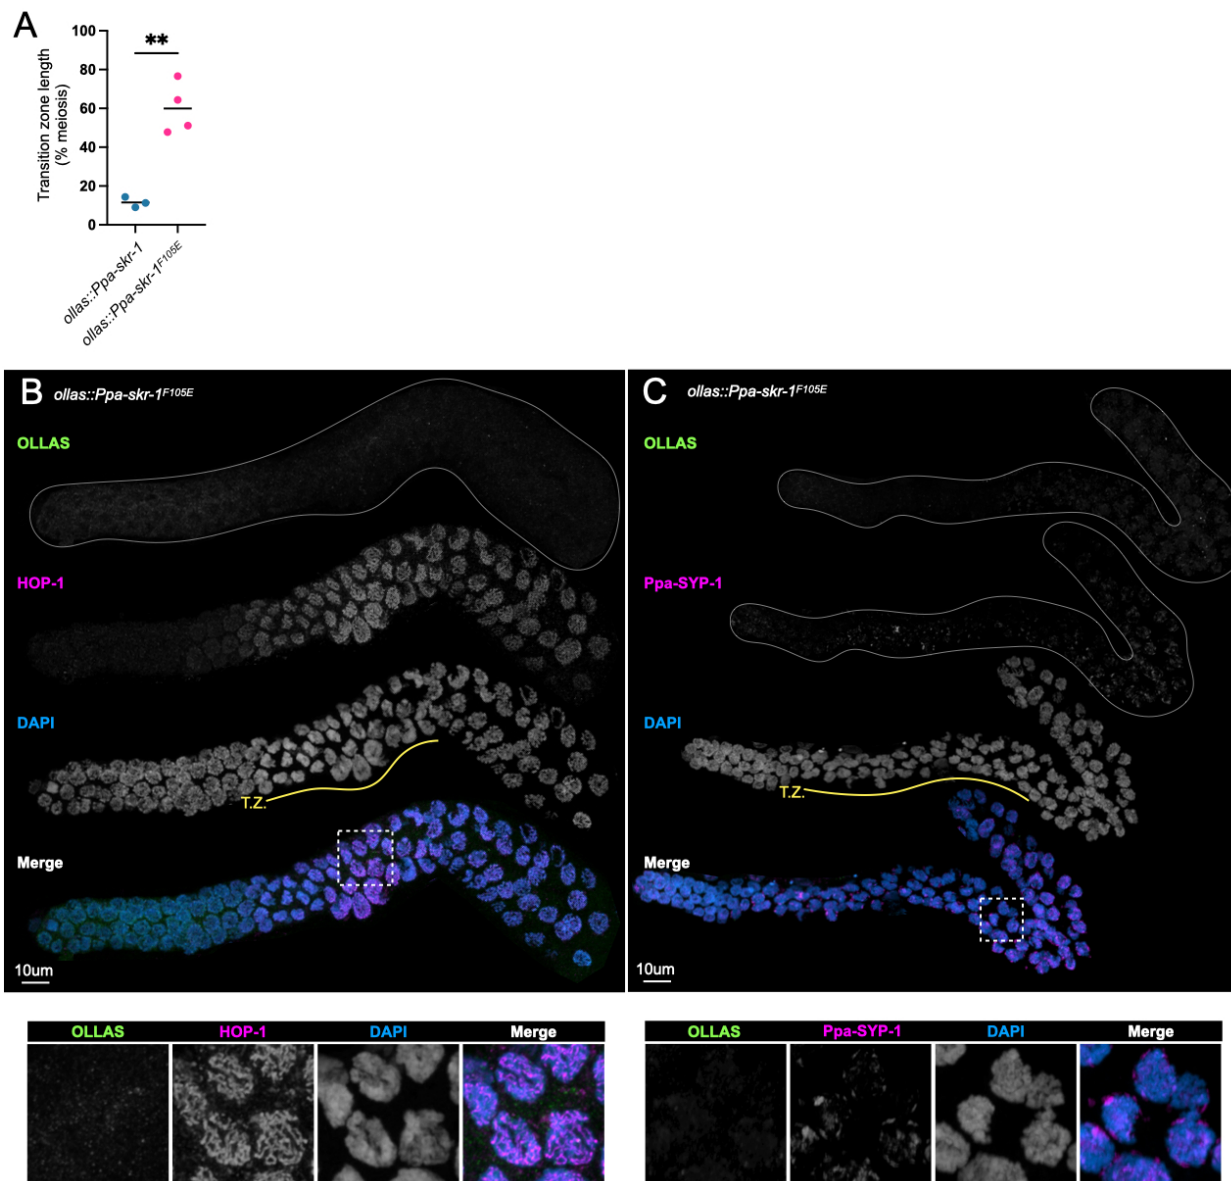 A
**
100
80
60
40
20
0
Transition zone length
(% meiosis)
ollas::Ppa-skr-1
ollas::Ppa-skr-1F105E
B ollas::Ppa-skr-1F105E
OLLAS
HOP-1
DAPI
T.Z.
Merge
10um
C ollas::Ppa-skr-1F105E
OLLAS
Ppa-SYP-1
DAPI
T.Z.
Merge
10um
OLLAS HOP-1 DAPI Merge
OLLAS Ppa-SYP-1 DAPI Merge